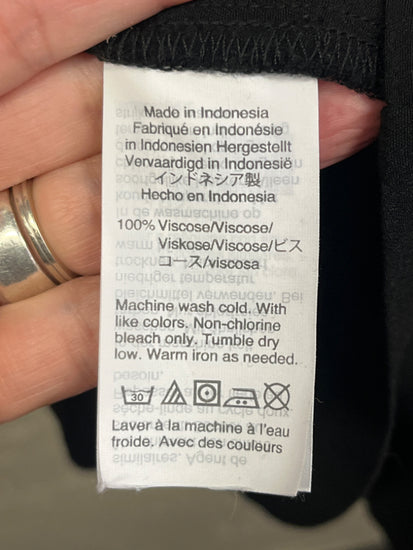 Made in Indonesia
Fabriqué en Indonésie
in Indonesien Hergestellt
Vervaardigd in Indonesië
インドネシア製
Hecho en Indonesia
100% Viscose/Viscose/
Viskose/Viscose/ビス
コース/viscosa
Machine wash cold. With
like colors. Non-chlorine
bleach only. Tumble dry
low. Warm iron as needed.
30
Laver à la machine à l'eau
froide. Avec des couleurs